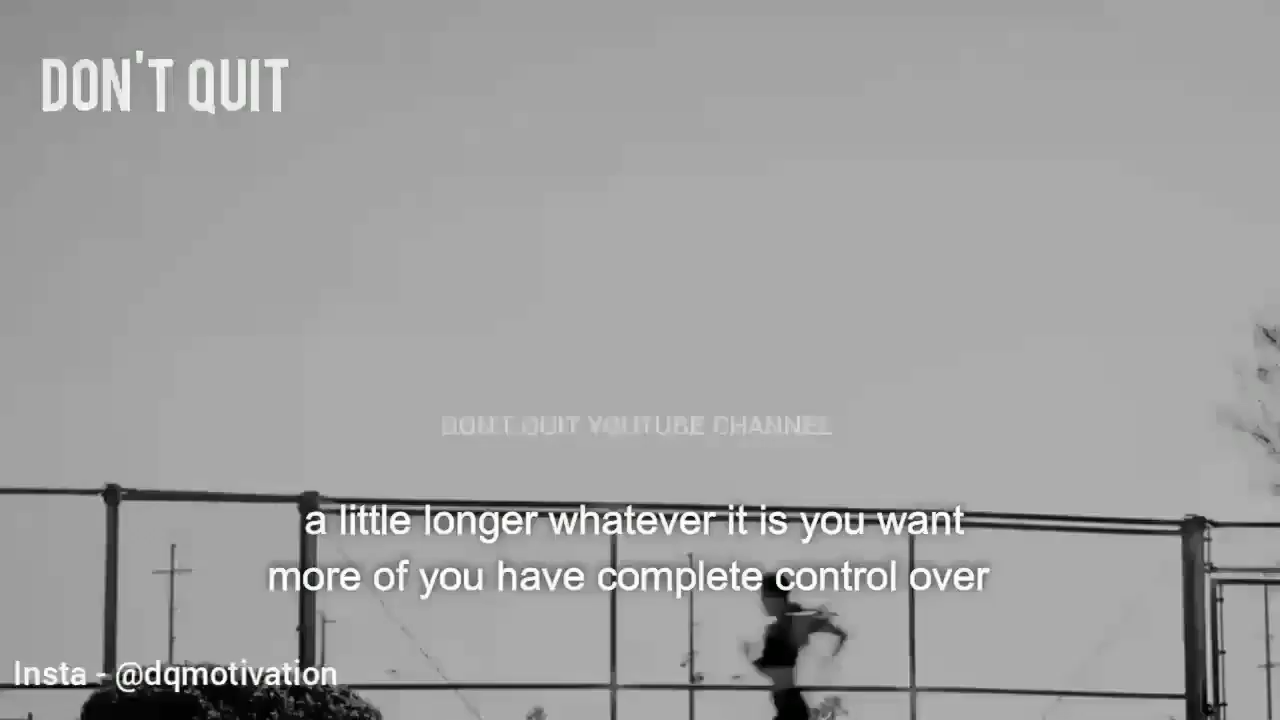 DON'T QUIT
DON'T QUIT YOUTUBE CHANNEL
a little longer whatever it is you want
more of you have complete control over
Insta - @dqmotivation